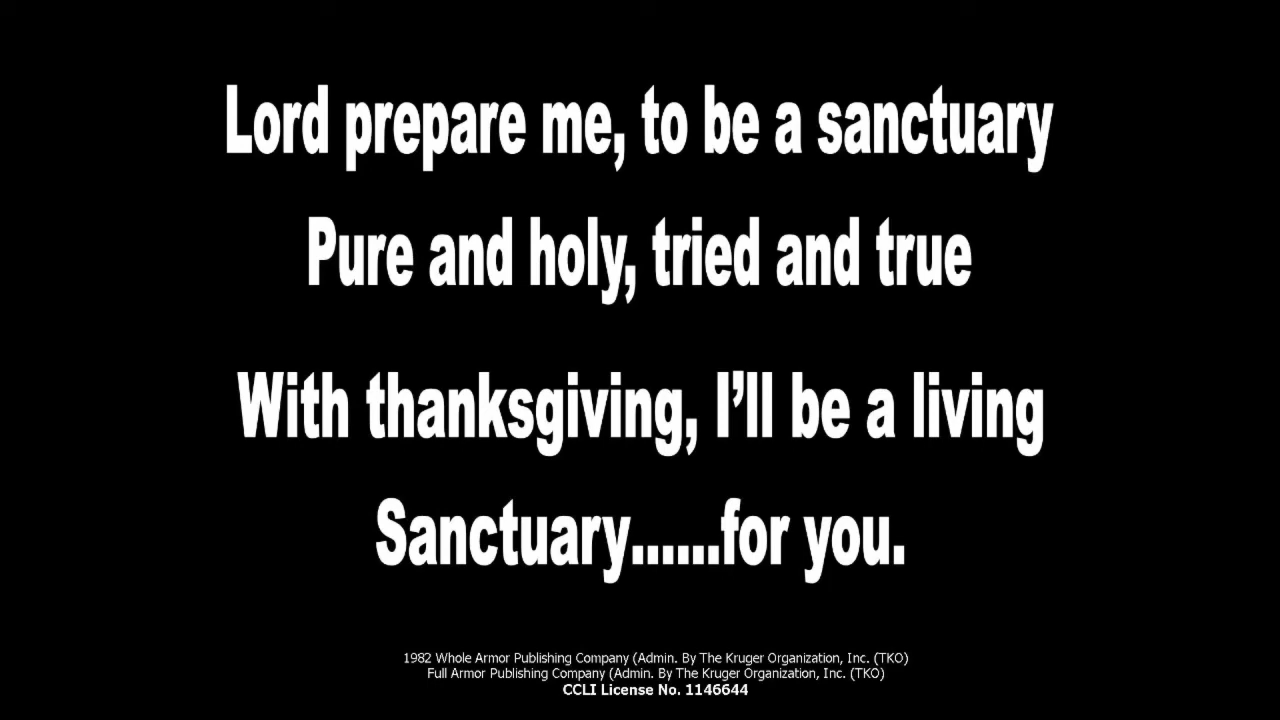 Lord prepare me, to be a sanctuary
Pure and holy, tried and true
With thanksgiving, I’ll be a living
Sanctuary......for you.
1982 Whole Armor Publishing Company (Admin. By The Kruger Organization, Inc. (TKO)
Full Armor Publishing Company (Admin. By The Kruger Organization, Inc. (TKO)
CCLI License No. 1146644